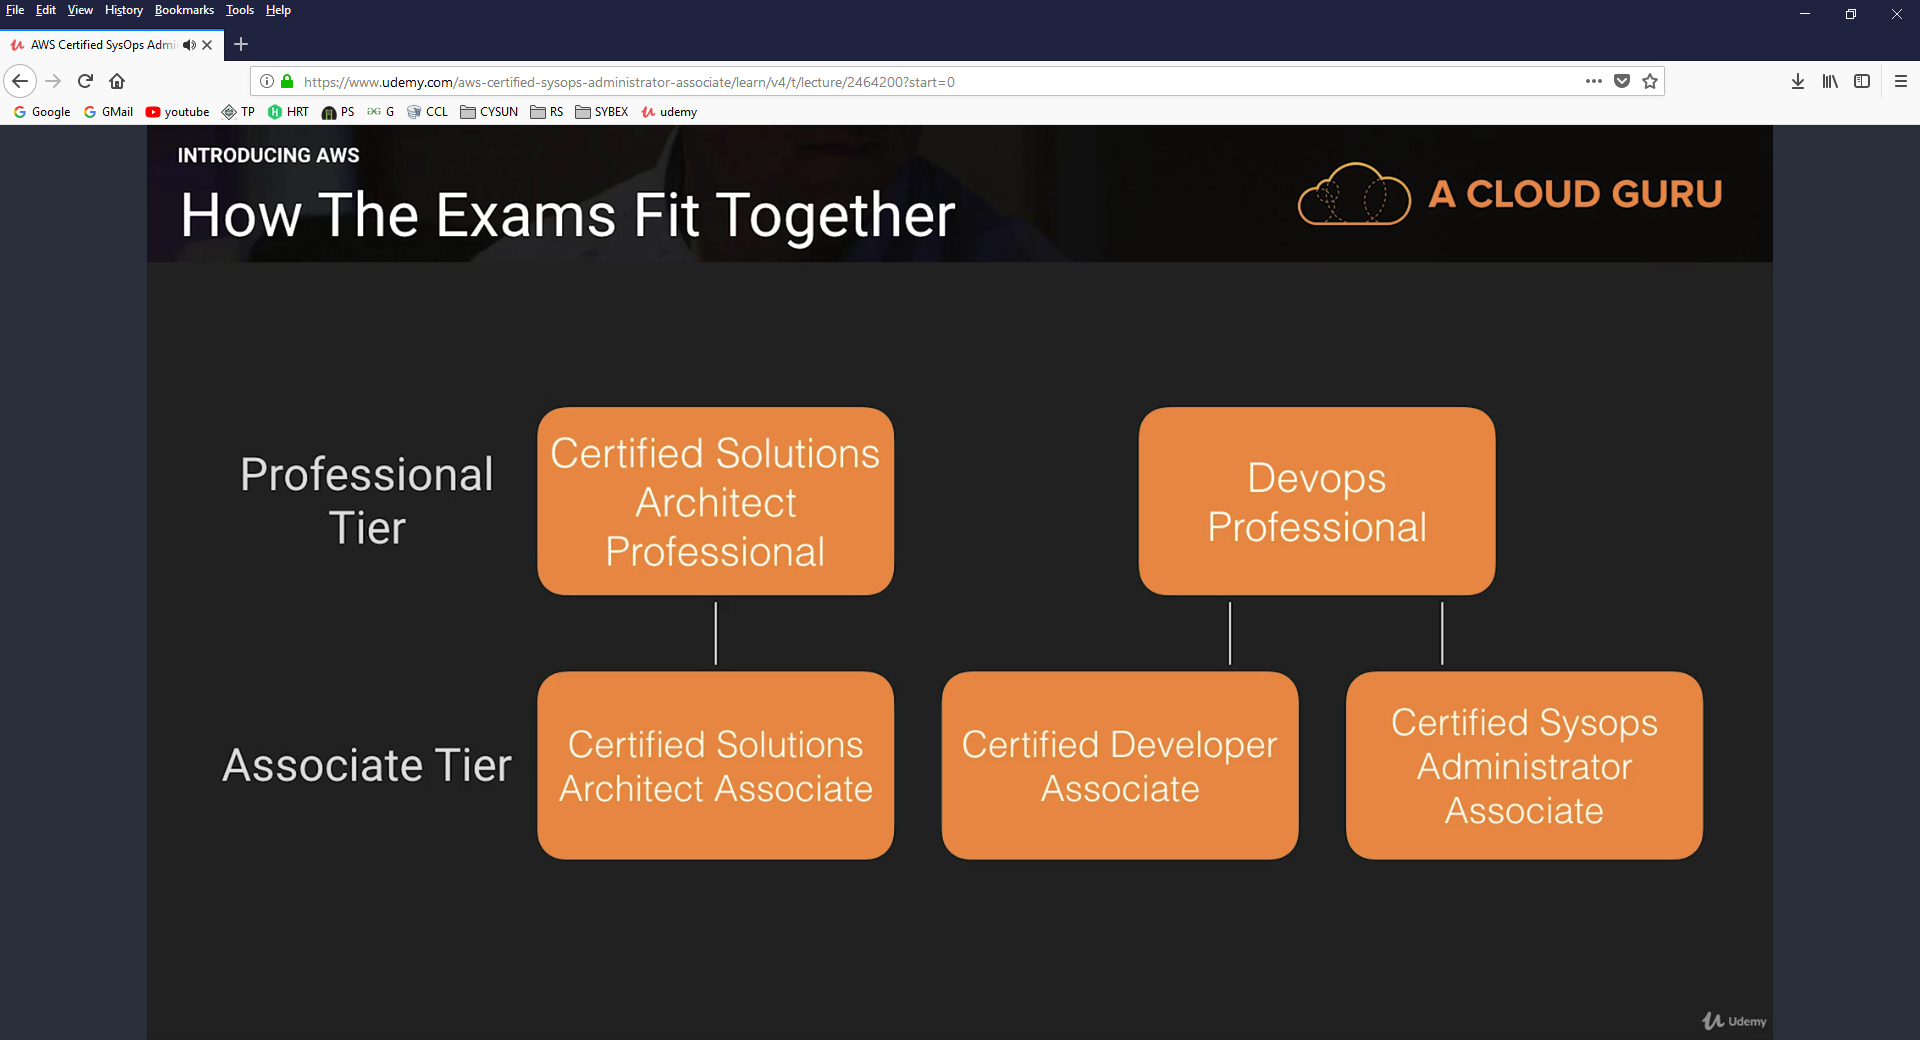 File Edit View History Bookmarks Tools Help
AWS Certified SysOps Admi
https://www.udemy.com/aws-certified-sysops-administrator-associate/learn/v4/t/lecture/2464200?start=0
Google GMail youtube TP HRT PS G CCL CYSUN RS SYBEX udemy
INTRODUCING AWS
How The Exams Fit Together
A CLOUD GURU
Professional
Tier
Certified Solutions
Architect
Professional
Devops
Professional
Associate Tier
Certified Solutions
Architect Associate
Certified Developer
Associate
Certified Sysops
Administrator
Associate
Udemy